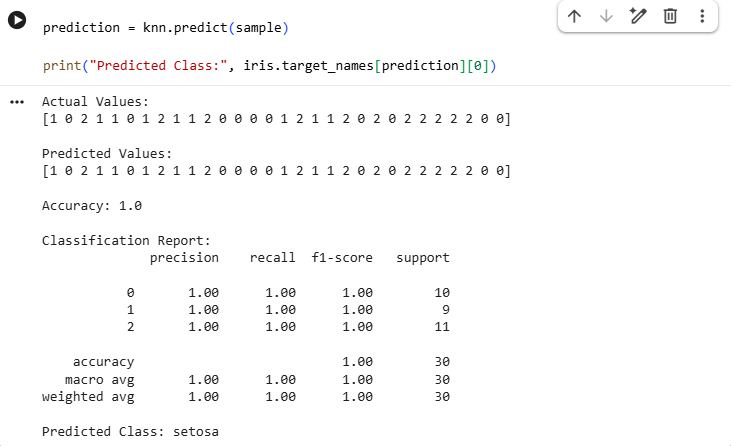 prediction = knn.predict(sample)
print("Predicted Class:", iris.target_names[prediction][0])
Actual Values:
[1 0 2 1 1 0 1 2 1 1 2 0 0 0 0 1 2 1 1 2 0 2 0 2 2 2 2 2 0 0]
Predicted Values:
[1 0 2 1 1 0 1 2 1 1 2 0 0 0 0 1 2 1 1 2 0 2 0 2 2 2 2 2 0 0]
Accuracy: 1.0
Classification Report:
precision recall f1-score support
0 1.00 1.00 1.00 10
1 1.00 1.00 1.00 9
2 1.00 1.00 1.00 11
accuracy 1.00 30
macro avg 1.00 1.00 1.00 30
weighted avg 1.00 1.00 1.00 30
Predicted Class: setosa